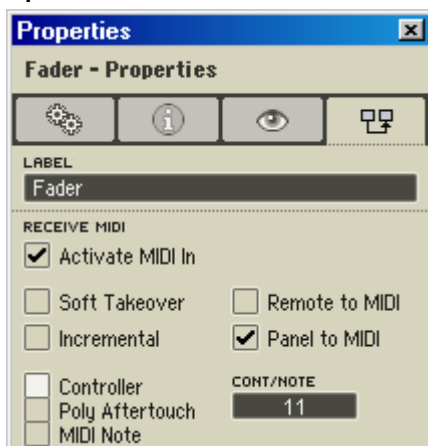 Properties
Fader - Properties
LABEL
Fader
RECEIVE MIDI
Activate MIDI In
Soft Takeover
Remote to MIDI
Incremental
Panel to MIDI
Controller
CONT/NOTE
Poly Aftertouch
11
MIDI Note